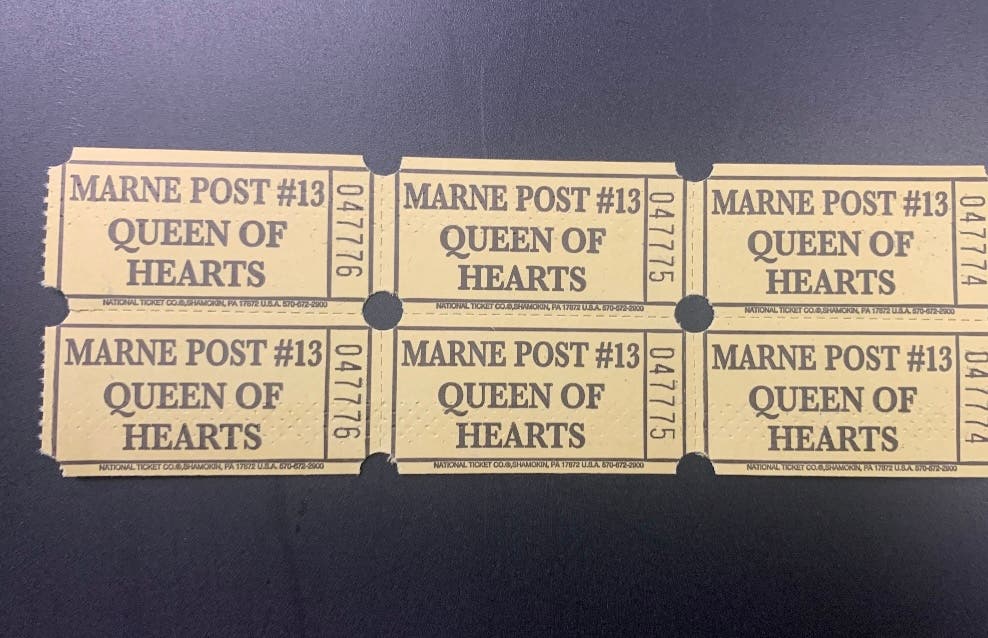 MARNE POST #13
QUEEN OF
HEARTS
047776
NATIONAL TICKET CO.®,SHAMOKIN, PA 17872 U.S.A. 570-672-2900
MARNE POST #13
QUEEN OF
HEARTS
047775
NATIONAL TICKET CO.®,SHAMOKIN, PA 17872 U.S.A. 570-672-2900
MARNE POST #13
QUEEN OF
HEARTS
047774
NATIONAL TICKET CO.®,SHAMOKIN, PA 17872 U.S.A. 570-672-2900
MARNE POST #13
QUEEN OF
HEARTS
047776
NATIONAL TICKET CO.®,SHAMOKIN, PA 17872 U.S.A. 570-672-2900
MARNE POST #13
QUEEN OF
HEARTS
047775
NATIONAL TICKET CO.®,SHAMOKIN, PA 17872 U.S.A. 570-672-2900
MARNE POST #13
QUEEN OF
HEARTS
047774
NATIONAL TICKET CO.®,SHAMOKIN, PA 17872 U.S.A. 570-672-2900